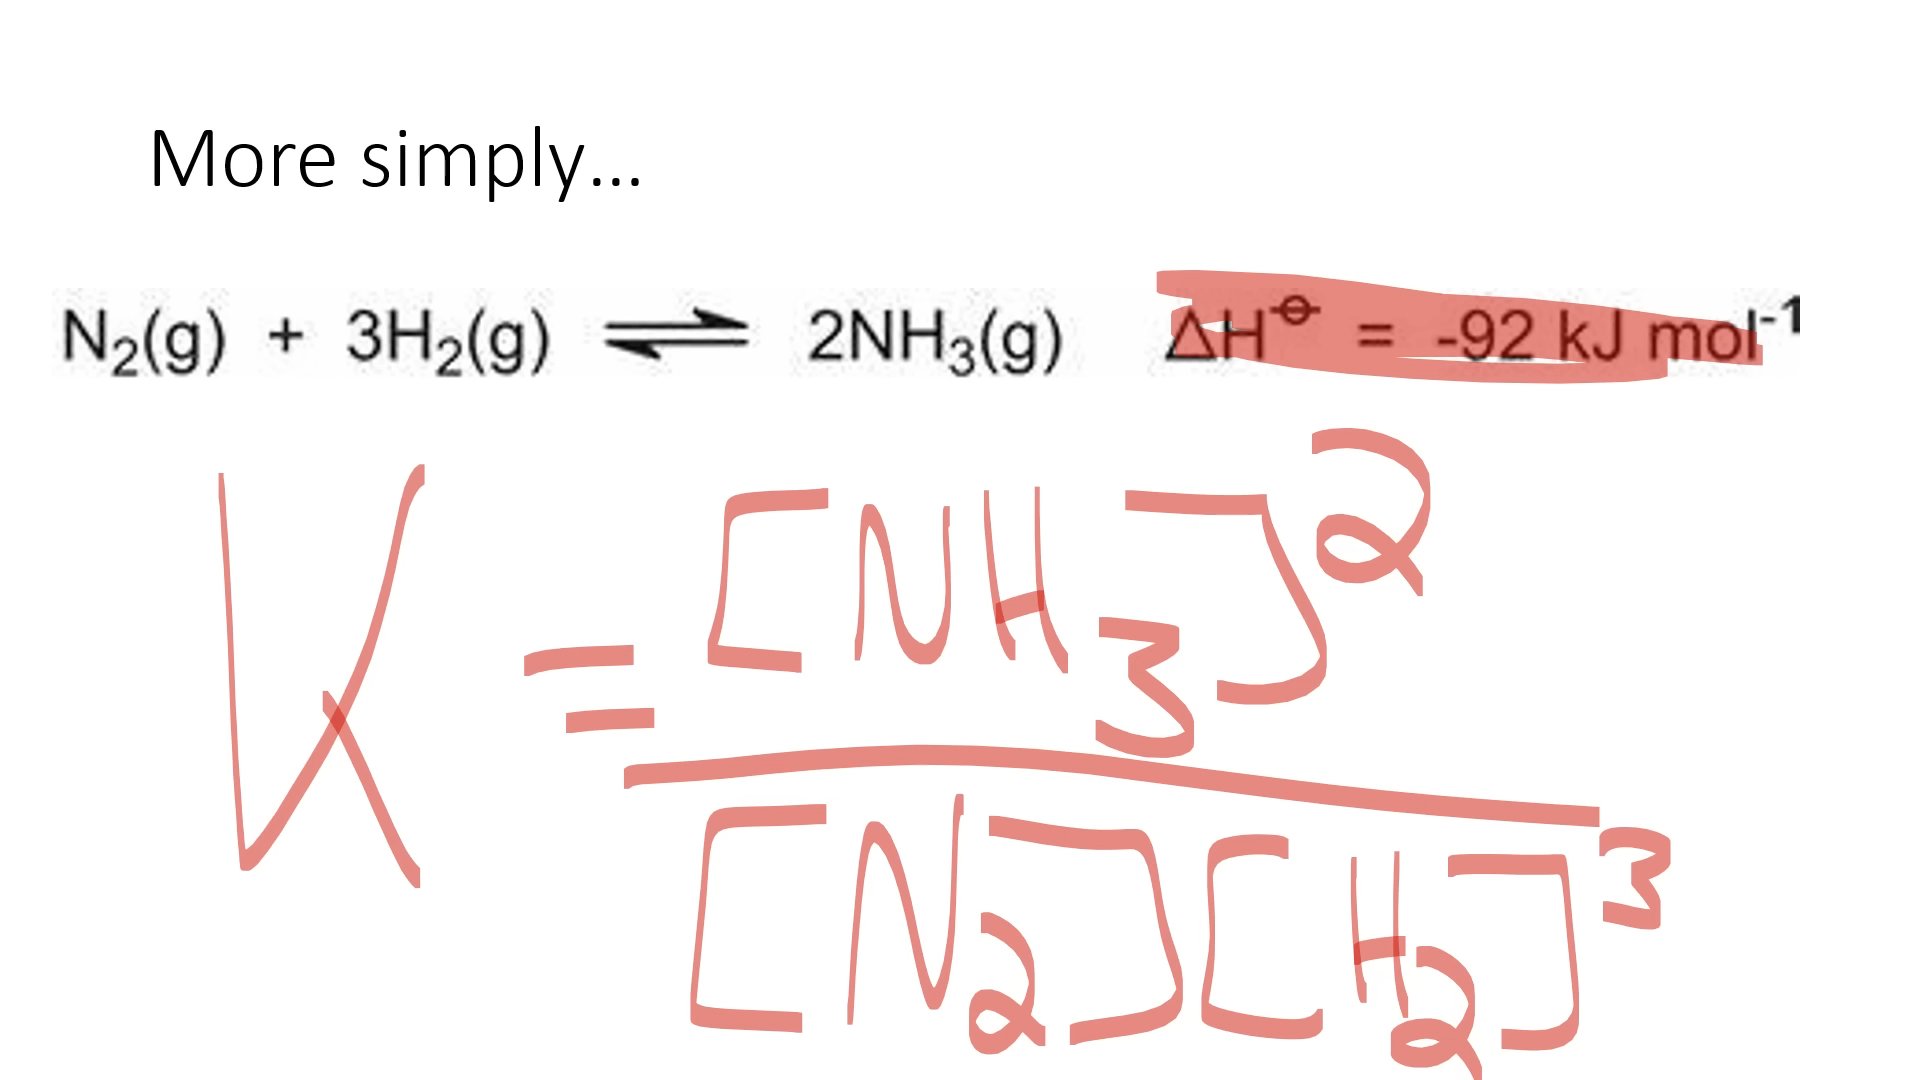 More simply...
N₂(g) + 3H₂(g) ⇌ 2NH₃(g) ΔH⦵ = -92 kJ mol⁻¹
K = [NH₃]²
[N₂][H₂]³